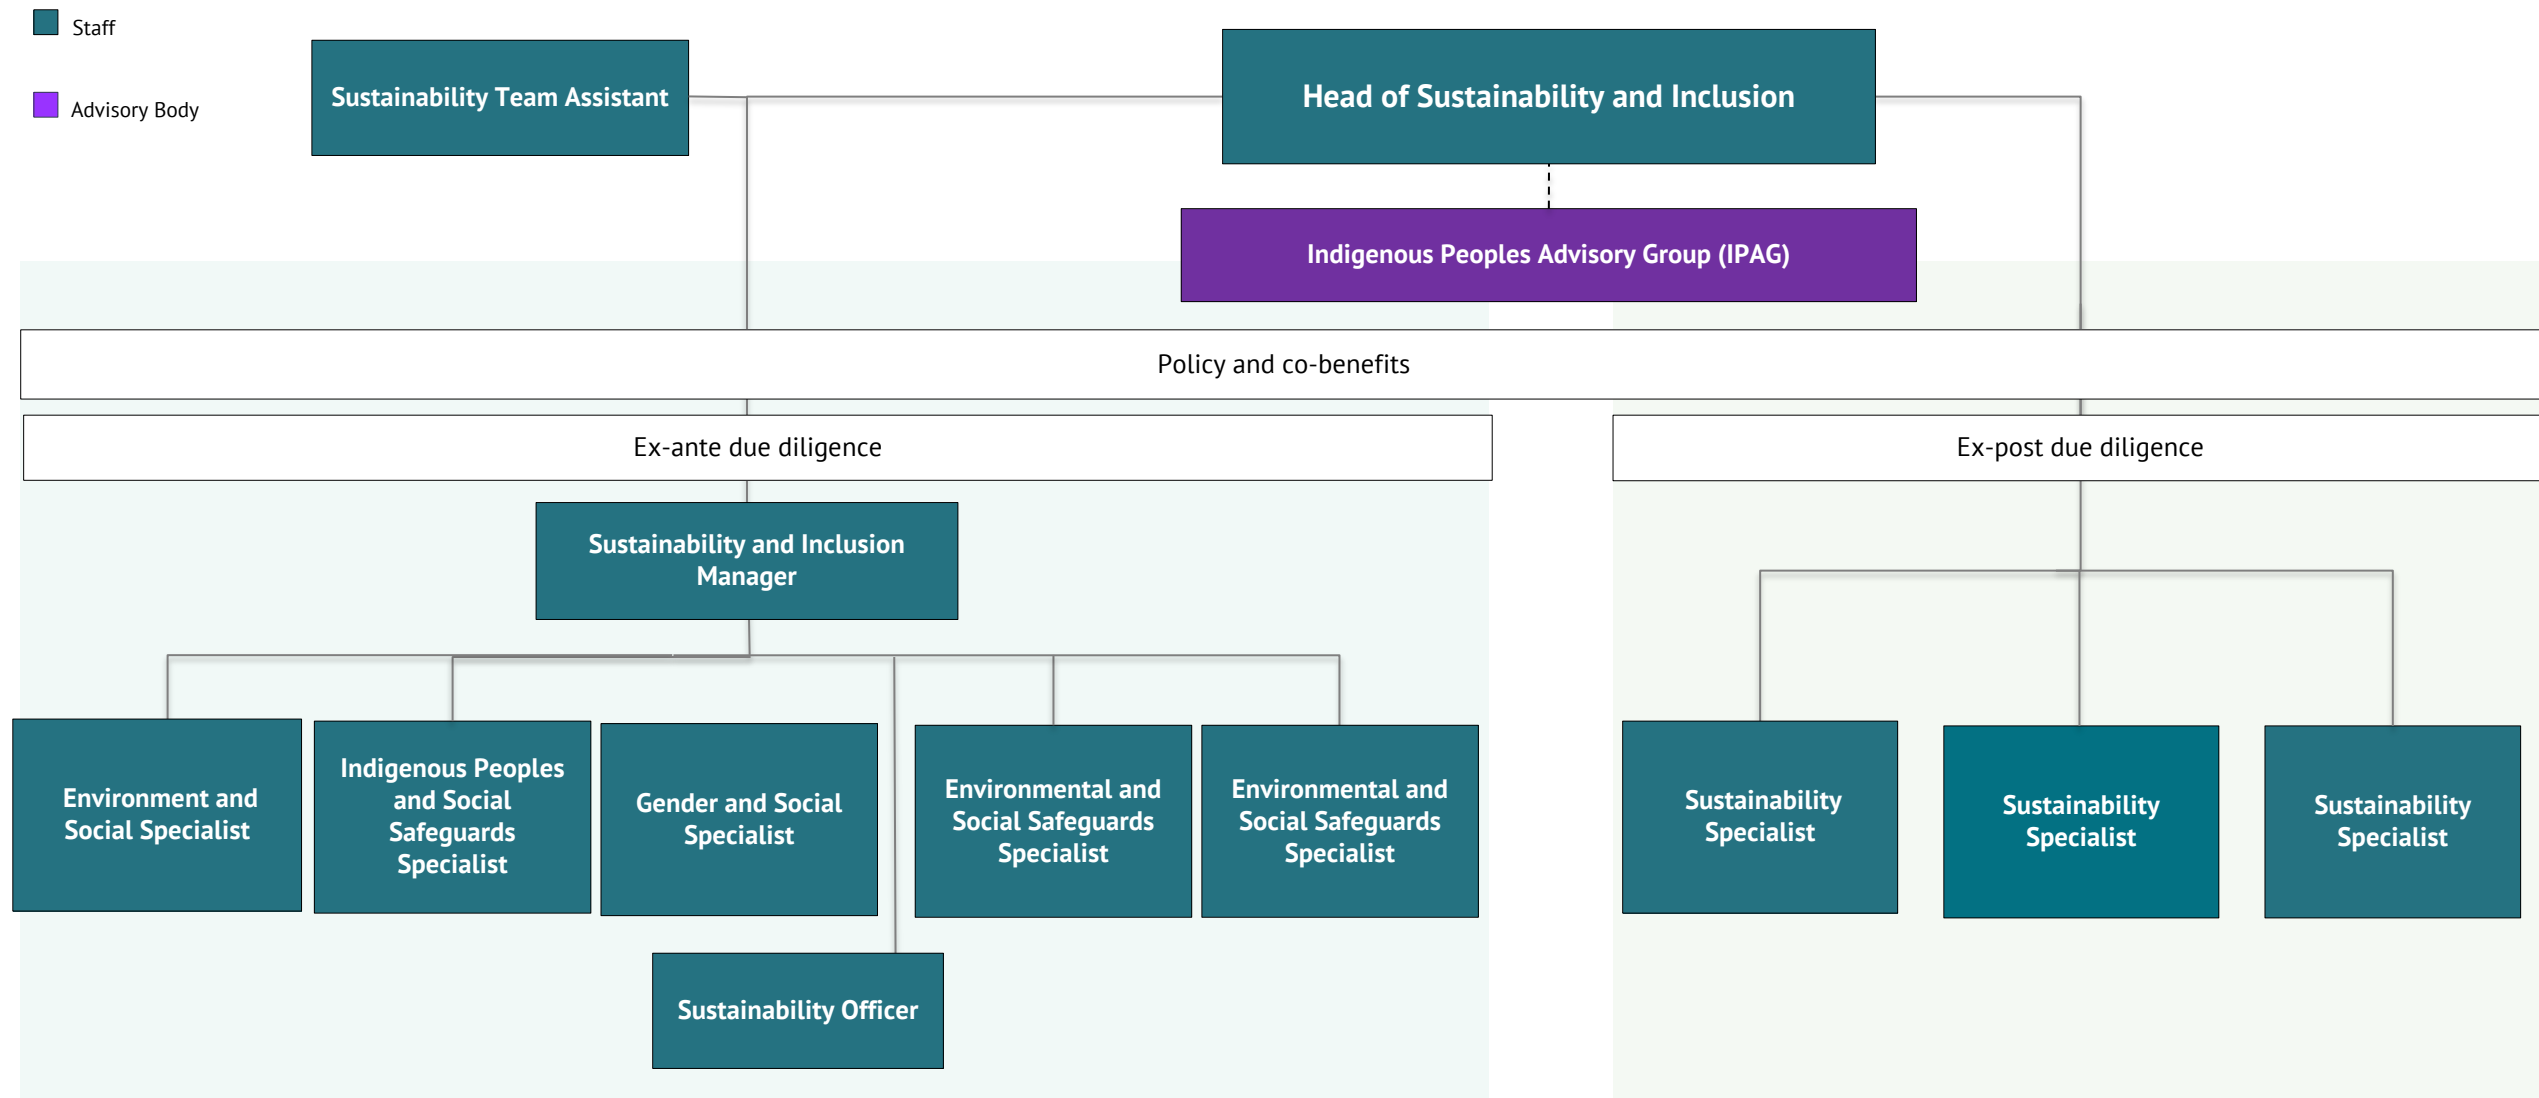 Staff
Advisory Body
Sustainability Team Assistant
Head of Sustainability and Inclusion
Indigenous Peoples Advisory Group (IPAG)
Policy and co-benefits
Ex-ante due diligence
Ex-post due diligence
Sustainability and Inclusion
Manager
Environment and
Social Specialist
Indigenous Peoples
and Social
Safeguards
Specialist
Gender and Social
Specialist
Environmental and
Social Safeguards
Specialist
Environmental and
Social Safeguards
Specialist
Sustainability
Specialist
Sustainability
Specialist
Sustainability
Specialist
Sustainability Officer